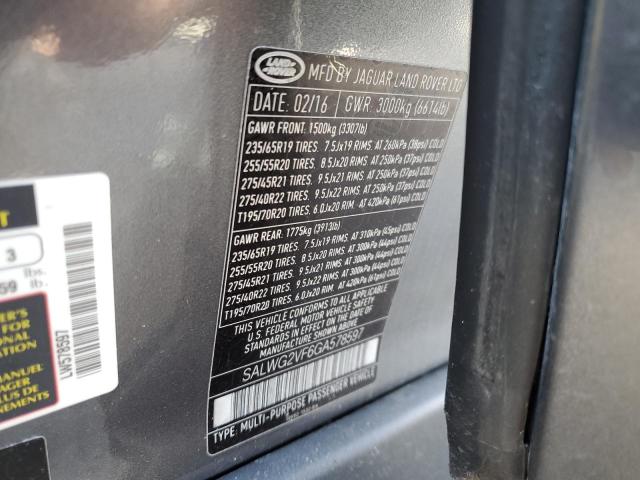 LAND-
ROVER
MFD BY JAGUAR LAND ROVER LTD
DATE: 02/16 GWR: 3000kg (6614lb)
GAWR FRONT: 1500kg (3307lb)
235/65R19 TIRES. 7.5Jx19 RIMS. AT 260kPa (38psi) COLD
255/55R20 TIRES. 8.5Jx20 RIMS. AT 250kPa (37psi) COLD
275/45R21 TIRES. 9.5Jx21 RIMS. AT 250kPa (37psi) COLD
275/40R22 TIRES. 9.5Jx22 RIMS. AT 250kPa (37psi) COLD
T195/70R20 TIRES. 6.0Jx20 RIM. AT 420kPa (61psi) COLD
GAWR REAR: 1775kg (3913lb)
235/65R19 TIRES. 7.5Jx19 RIMS. AT 310kPa (45psi) COLD
255/55R20 TIRES. 8.5Jx20 RIMS. AT 300kPa (44psi) COLD
275/45R21 TIRES. 9.5Jx21 RIMS. AT 300kPa (44psi) COLD
275/40R22 TIRES. 9.5Jx22 RIMS. AT 300kPa (44psi) COLD
T195/70R20 TIRES. 6.0Jx20 RIM. AT 420kPa (61psi) COLD
THIS VEHICLE CONFORMS TO ALL APPLICABLE
U.S. FEDERAL MOTOR VEHICLE SAFETY
STANDARDS IN EFFECT ON THE DATE
OF MANUFACTURE SHOWN ABOVE
SALWG2VF6GA578597
TYPE: MULTI-PURPOSE PASSENGER VEHICLE
T
3
lbs.
59 lb.
LW578597